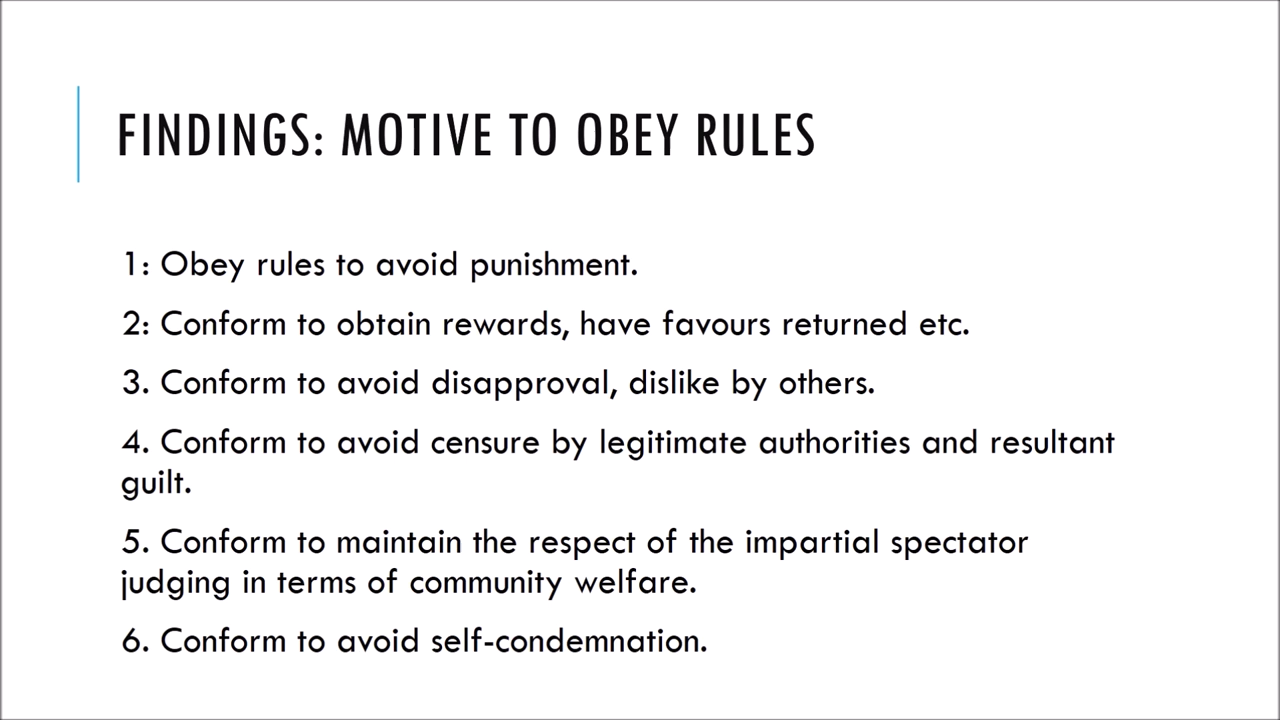 FINDINGS: MOTIVE TO OBEY RULES
1: Obey rules to avoid punishment.
2: Conform to obtain rewards, have favours returned etc.
3. Conform to avoid disapproval, dislike by others.
4. Conform to avoid censure by legitimate authorities and resultant
guilt.
5. Conform to maintain the respect of the impartial spectator
judging in terms of community welfare.
6. Conform to avoid self-condemnation.